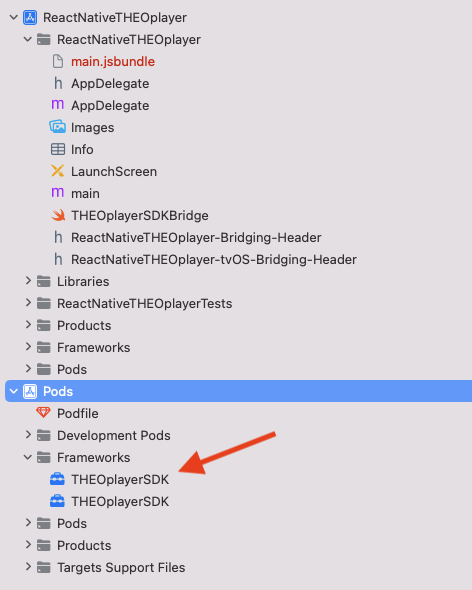 ReactNativeTHEOplayer
ReactNativeTHEOplayer
main.jsbundle
h AppDelegate
m AppDelegate
Images
Info
LaunchScreen
m main
THEOplayerSDKBridge
h ReactNativeTHEOplayer-Bridging-Header
h ReactNativeTHEOplayer-tvOS-Bridging-Header
Libraries
ReactNativeTHEOplayerTests
Products
Frameworks
Pods
Pods
Podfile
Development Pods
Frameworks
THEOplayerSDK
THEOplayerSDK
Pods
Products
Targets Support Files